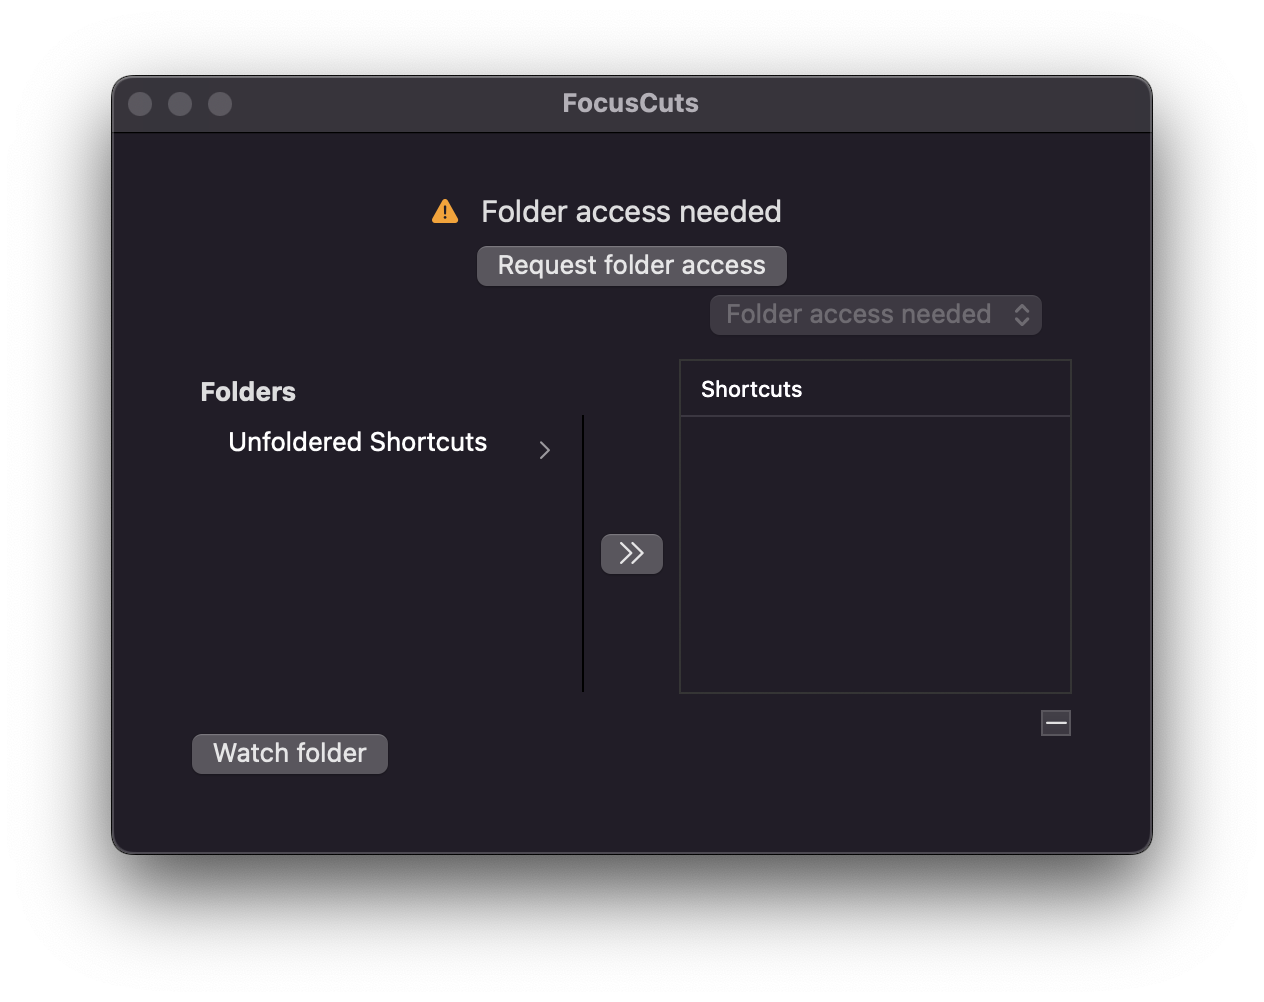 FocusCuts
Folder access needed
Request folder access
Folder access needed
Folders
Unfoldered Shortcuts
Shortcuts
Watch folder